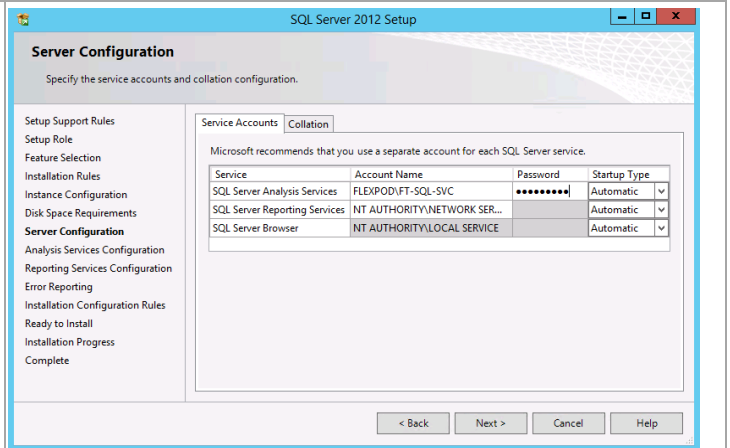 SQL Server 2012 Setup
Server Configuration
Specify the service accounts and collation configuration.
Setup Support Rules
Setup Role
Feature Selection
Installation Rules
Instance Configuration
Disk Space Requirements
Server Configuration
Analysis Services Configuration
Reporting Services Configuration
Error Reporting
Installation Configuration Rules
Ready to Install
Installation Progress
Complete
Service Accounts Collation
Microsoft recommends that you use a separate account for each SQL Server service.
Service Account Name Password Startup Type
SQL Server Analysis Services FLEXPOD\FT-SQL-SVC ●●●●●●●●● Automatic
SQL Server Reporting Services NT AUTHORITY\NETWORK SER... Automatic
SQL Server Browser NT AUTHORITY\LOCAL SERVICE Automatic
< Back Next > Cancel Help